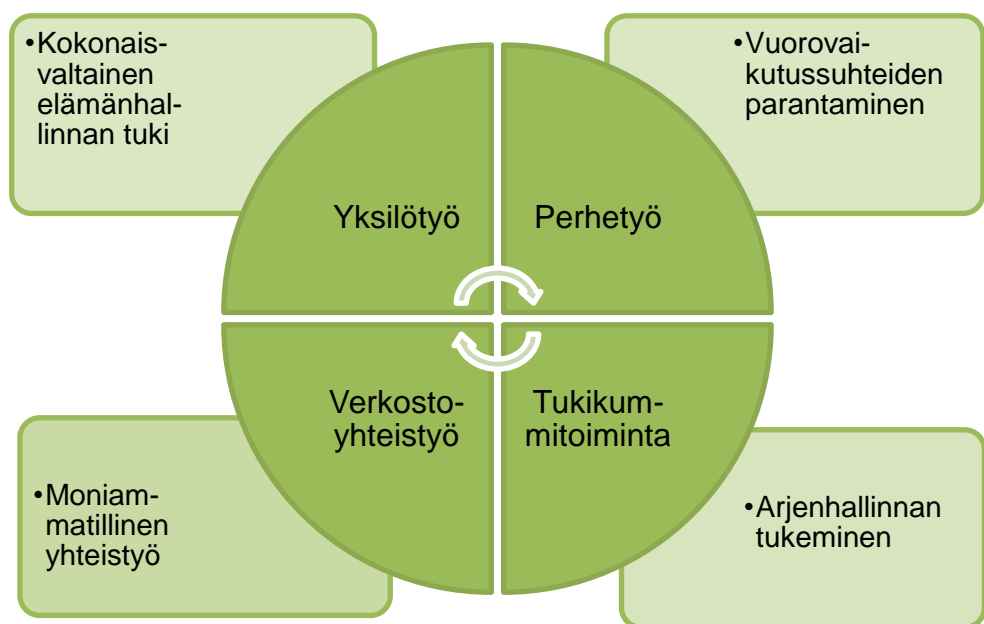 •Kokonais-
valtainen
elämänhal-
linnan tuki
•Vuorovai-
kutussuhteiden
parantaminen
Yksilötyö
Perhetyö
Verkosto-
yhteistyö
Tukikum-
mitoiminta
•Moniam-
matillinen
yhteistyö
•Arjenhallinnan
tukeminen